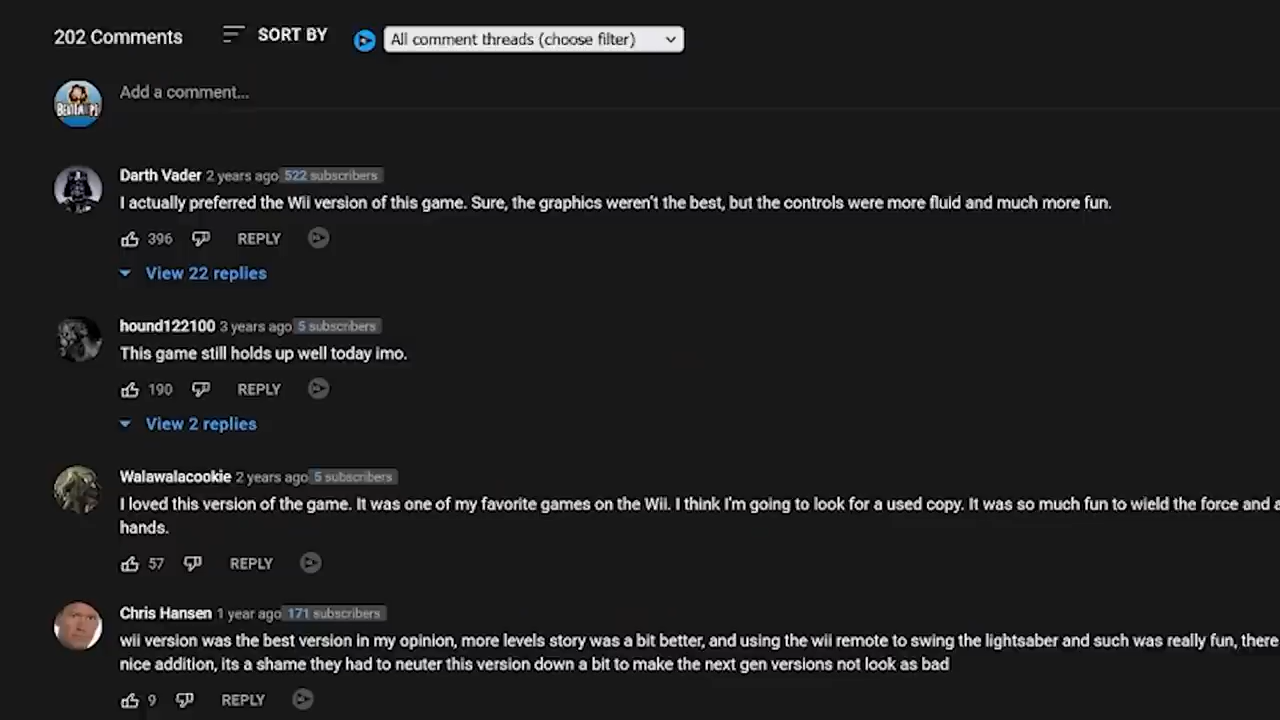 202 Comments
SORT BY
All comment threads (choose filter)
Add a comment...
Darth Vader 2 years ago 522 subscribers
I actually preferred the Wii version of this game. Sure, the graphics weren't the best, but the controls were more fluid and much more fun.
396 REPLY
View 22 replies
hound122100 3 years ago 5 subscribers
This game still holds up well today imo.
190 REPLY
View 2 replies
Walawalacookie 2 years ago 5 subscribers
I loved this version of the game. It was one of my favorite games on the Wii. I think I'm going to look for a used copy. It was so much fun to wield the force and
hands.
57 REPLY
Chris Hansen 1 year ago 171 subscribers
wii version was the best version in my opinion, more levels story was a bit better, and using the wii remote to swing the lightsaber and such was really fun, there
nice addition, its a shame they had to neuter this version down a bit to make the next gen versions not look as bad
9 REPLY